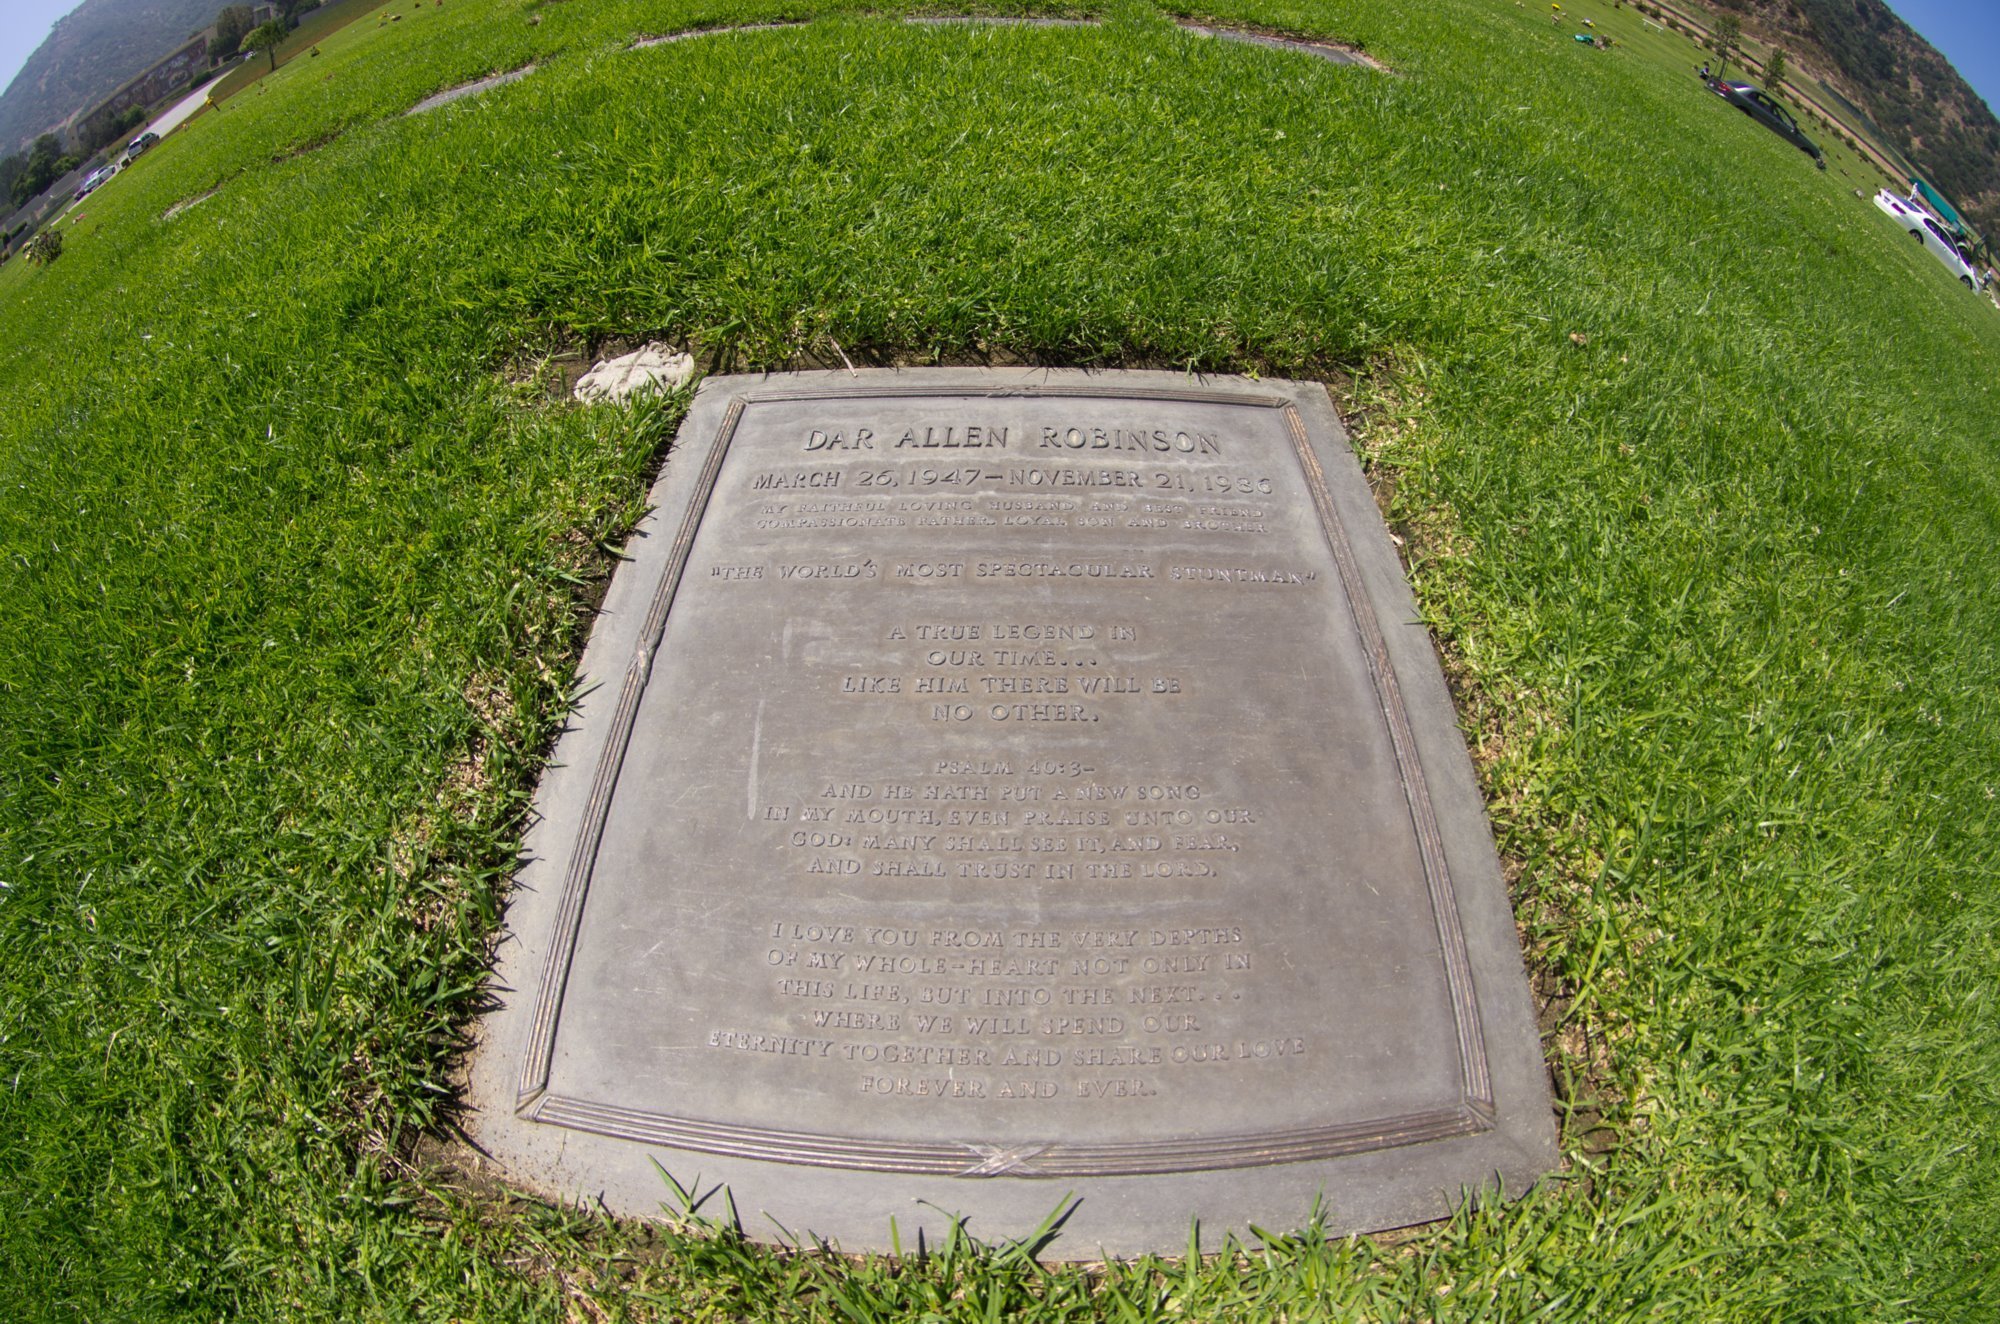 DAR ALLEN ROBINSON
MARCH 26, 1947 – NOVEMBER 21, 1986
MY FAITHFUL LOVING HUSBAND AND BEST FRIEND
COMPASSIONATE FATHER, LOYAL SON AND BROTHER
"THE WORLD'S MOST SPECTACULAR STUNTMAN"
A TRUE LEGEND IN
OUR TIME...
LIKE HIM THERE WILL BE
NO OTHER.
PSALM 40:3–
AND HE HATH PUT A NEW SONG
IN MY MOUTH, EVEN PRAISE UNTO OUR
GOD: MANY SHALL SEE IT, AND FEAR,
AND SHALL TRUST IN THE LORD.
I LOVE YOU FROM THE VERY DEPTHS
OF MY WHOLE-HEART NOT ONLY IN
THIS LIFE, BUT INTO THE NEXT...
WHERE WE WILL SPEND OUR
ETERNITY TOGETHER AND SHARE OUR LOVE
FOREVER AND EVER.